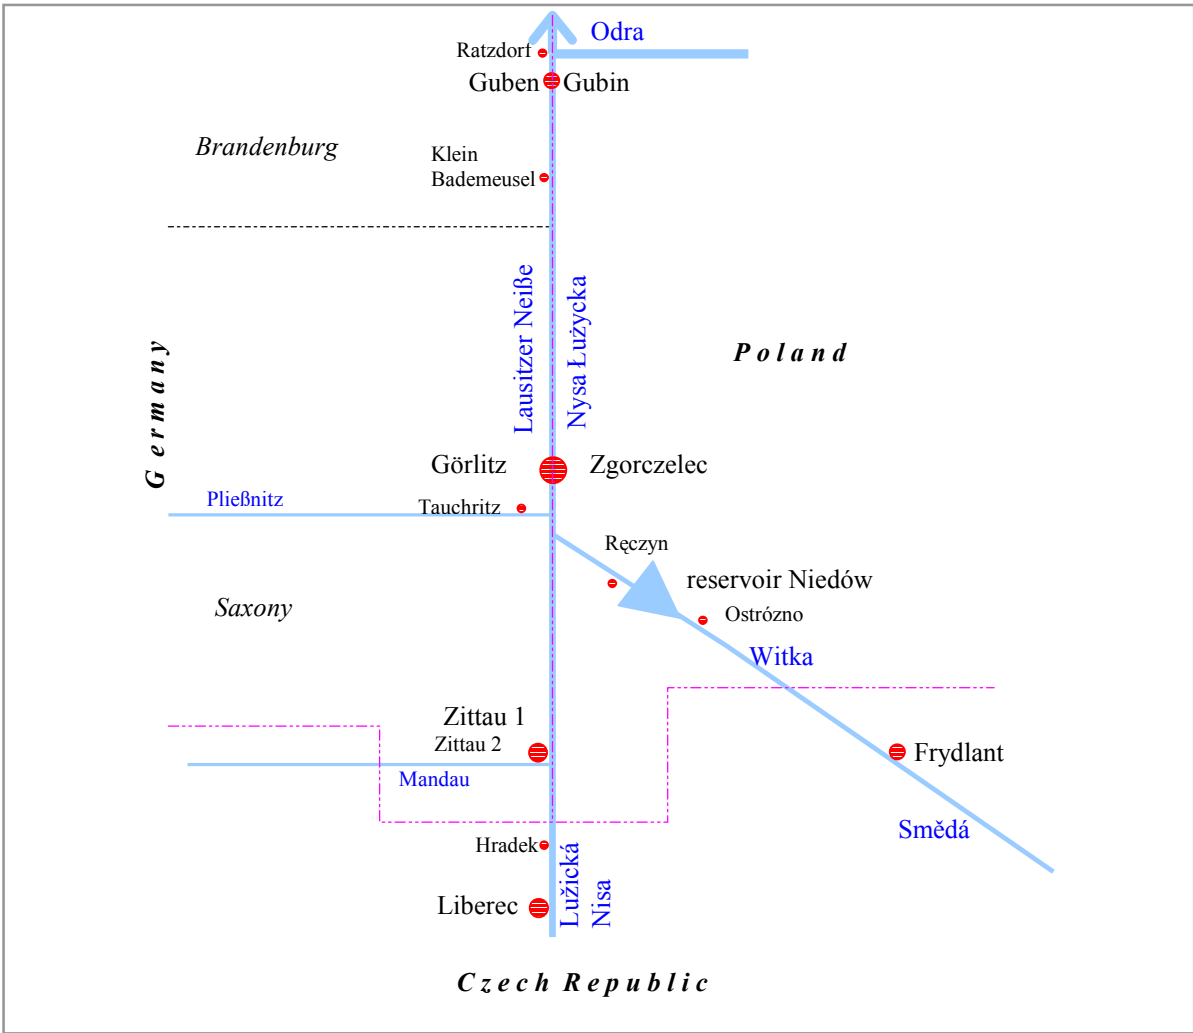 Odra
Ratzdorf
Guben
Gubin
Brandenburg
Klein
Bademeusel
Lausitzer Neiße
Nysa Łużycka
Germany
Poland
Görlitz
Zgorczelec
Pließnitz
Tauchritz
Ręczyn
reservoir Niedów
Saxony
Ostrózno
Witka
Zittau 1
Zittau 2
Frydlant
Mandau
Smědá
Hradek
Lužická
Nisa
Liberec
Czech Republic